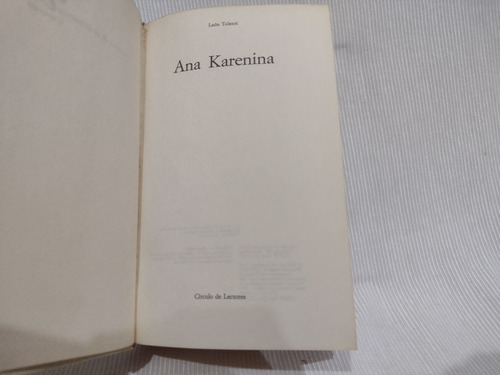 León Tolstoi
Ana Karenina
Círculo de Lectores